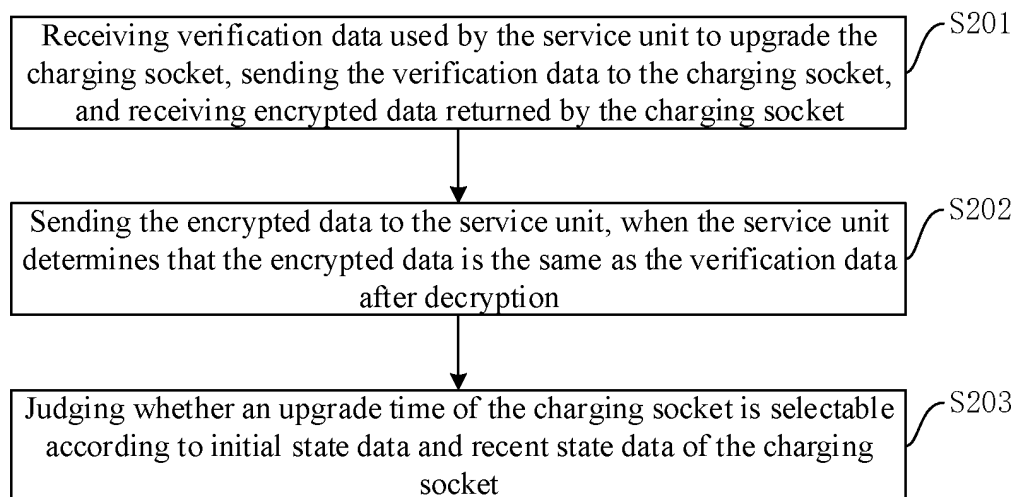 Receiving verification data used by the service unit to upgrade the
charging socket, sending the verification data to the charging socket,
and receiving encrypted data returned by the charging socket
S201
Sending the encrypted data to the service unit, when the service unit
determines that the encrypted data is the same as the verification data
after decryption
S202
Judging whether an upgrade time of the charging socket is selectable
according to initial state data and recent state data of the charging
socket
S203